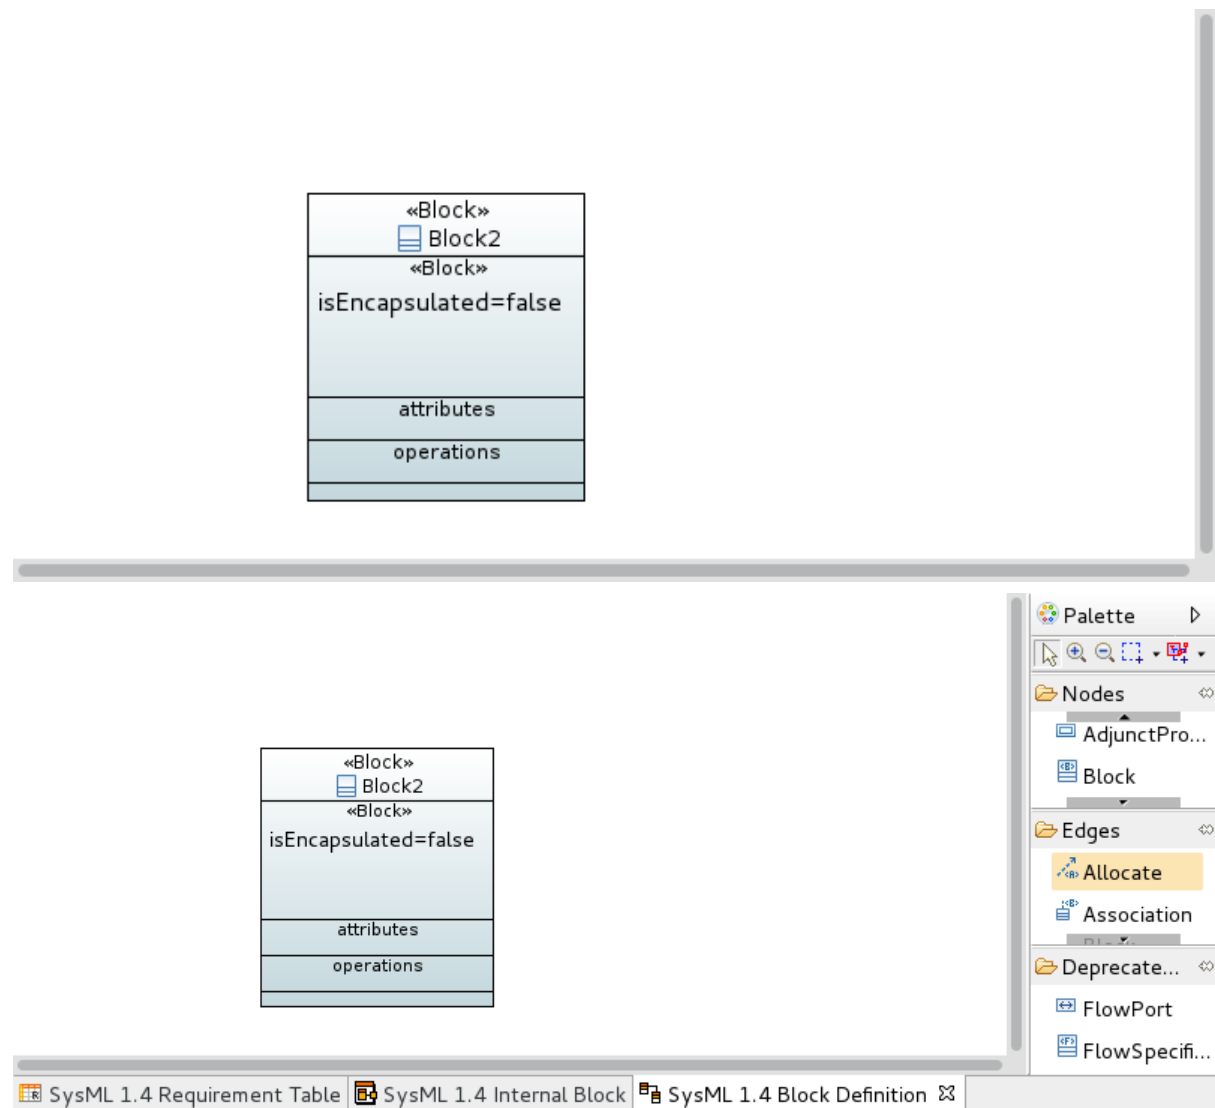 «Block»
Block2
«Block»
isEncapsulated=false
attributes
operations
Palette
Nodes
AdjunctPro...
Block
Edges
Allocate
Association
Deprecate...
FlowPort
FlowSpecifi...
«Block»
Block2
«Block»
isEncapsulated=false
attributes
operations
SysML 1.4 Requirement Table SysML 1.4 Internal Block SysML 1.4 Block Definition